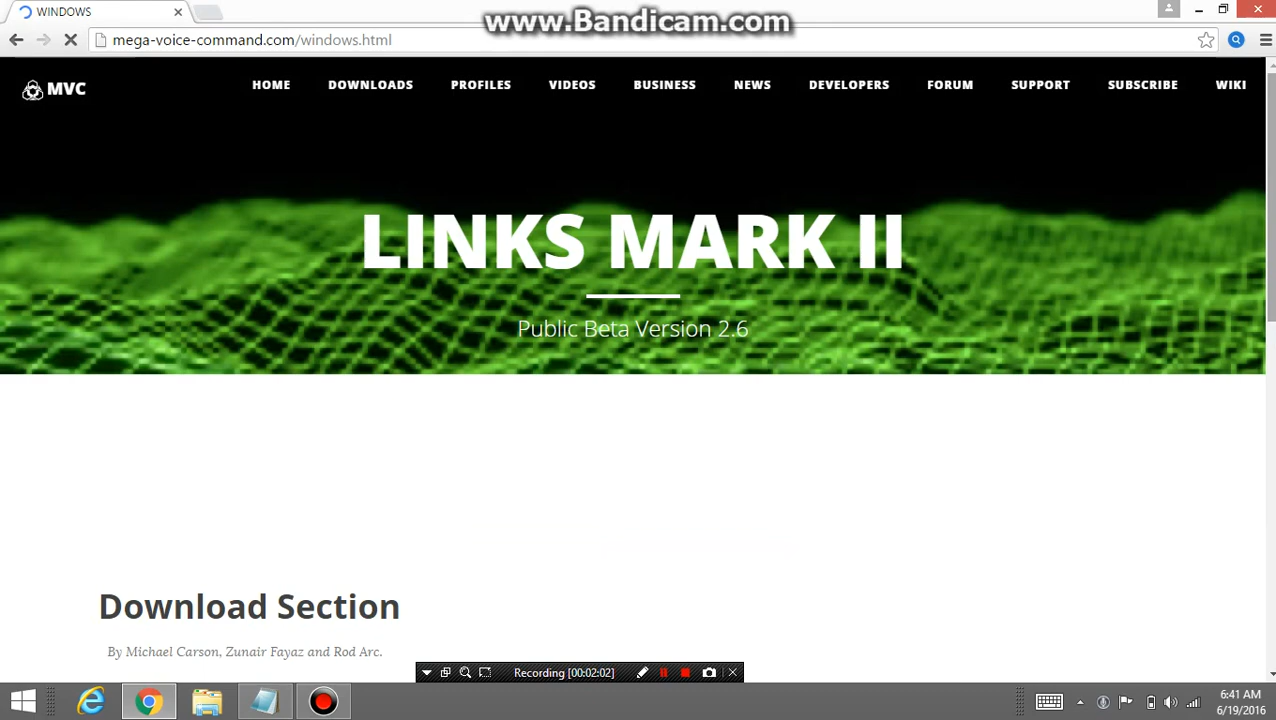 WINDOWS
www.Bandicam.com
mega-voice-command.com/windows.html
MVC
HOME
DOWNLOADS
PROFILES
VIDEOS
BUSINESS
NEWS
DEVELOPERS
FORUM
SUPPORT
SUBSCRIBE
WIKI
LINKS MARK II
Public Beta Version 2.6
Download Section
By Michael Carson, Zunair Fayaz and Rod Arc.
Recording [00:02:02]
6:41 AM
6/19/2016